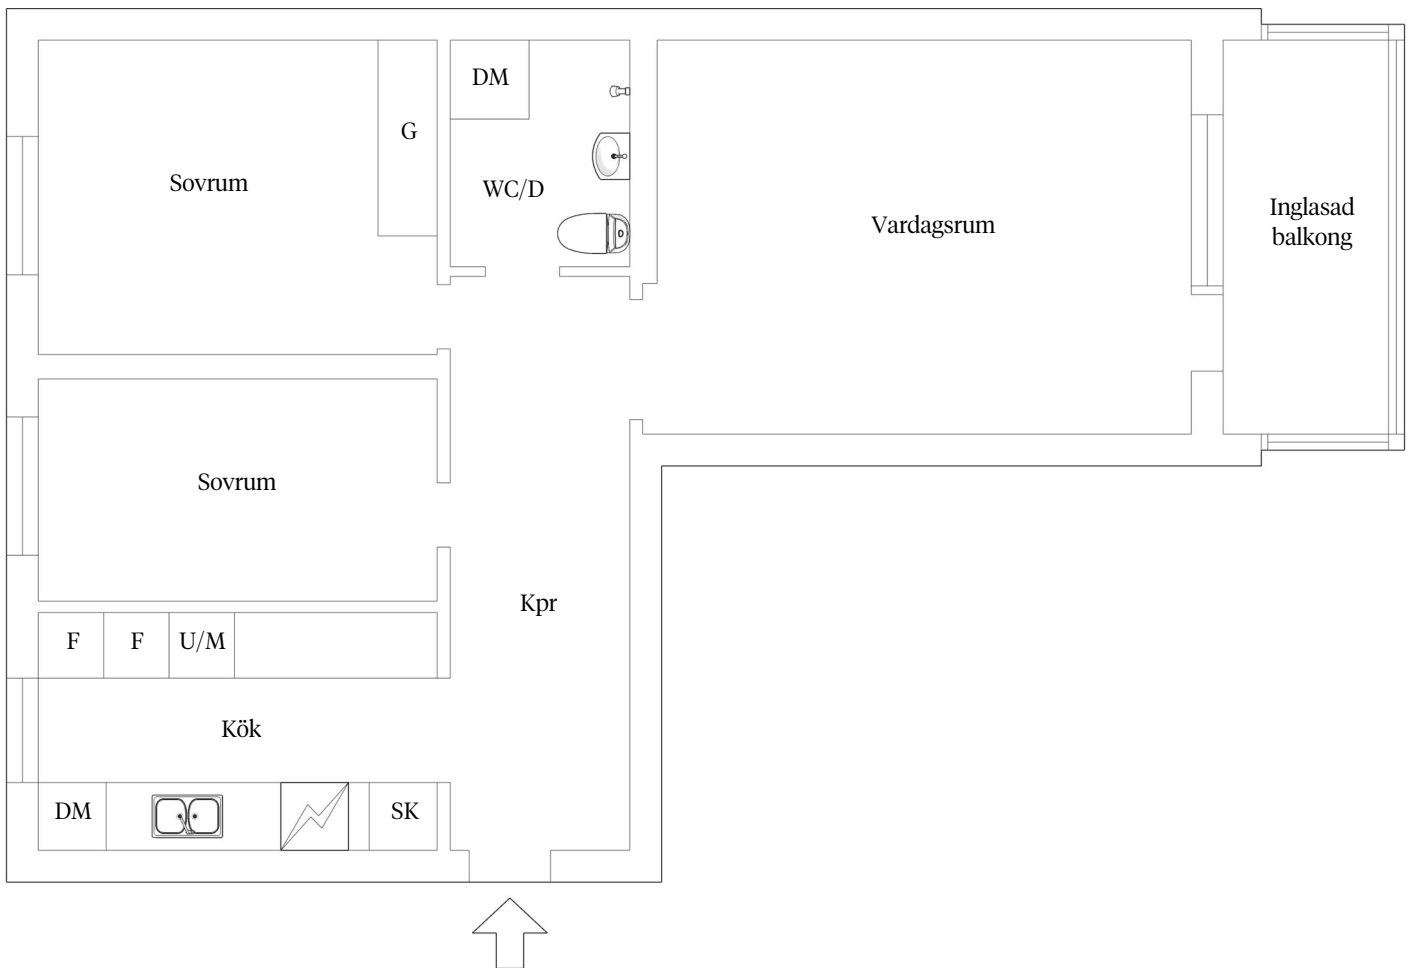 DM
G
Sovrum
WC/D
Vardagsrum
Inglasad
balkong
Sovrum
Kpr
F
F
U/M
Kök
DM
SK